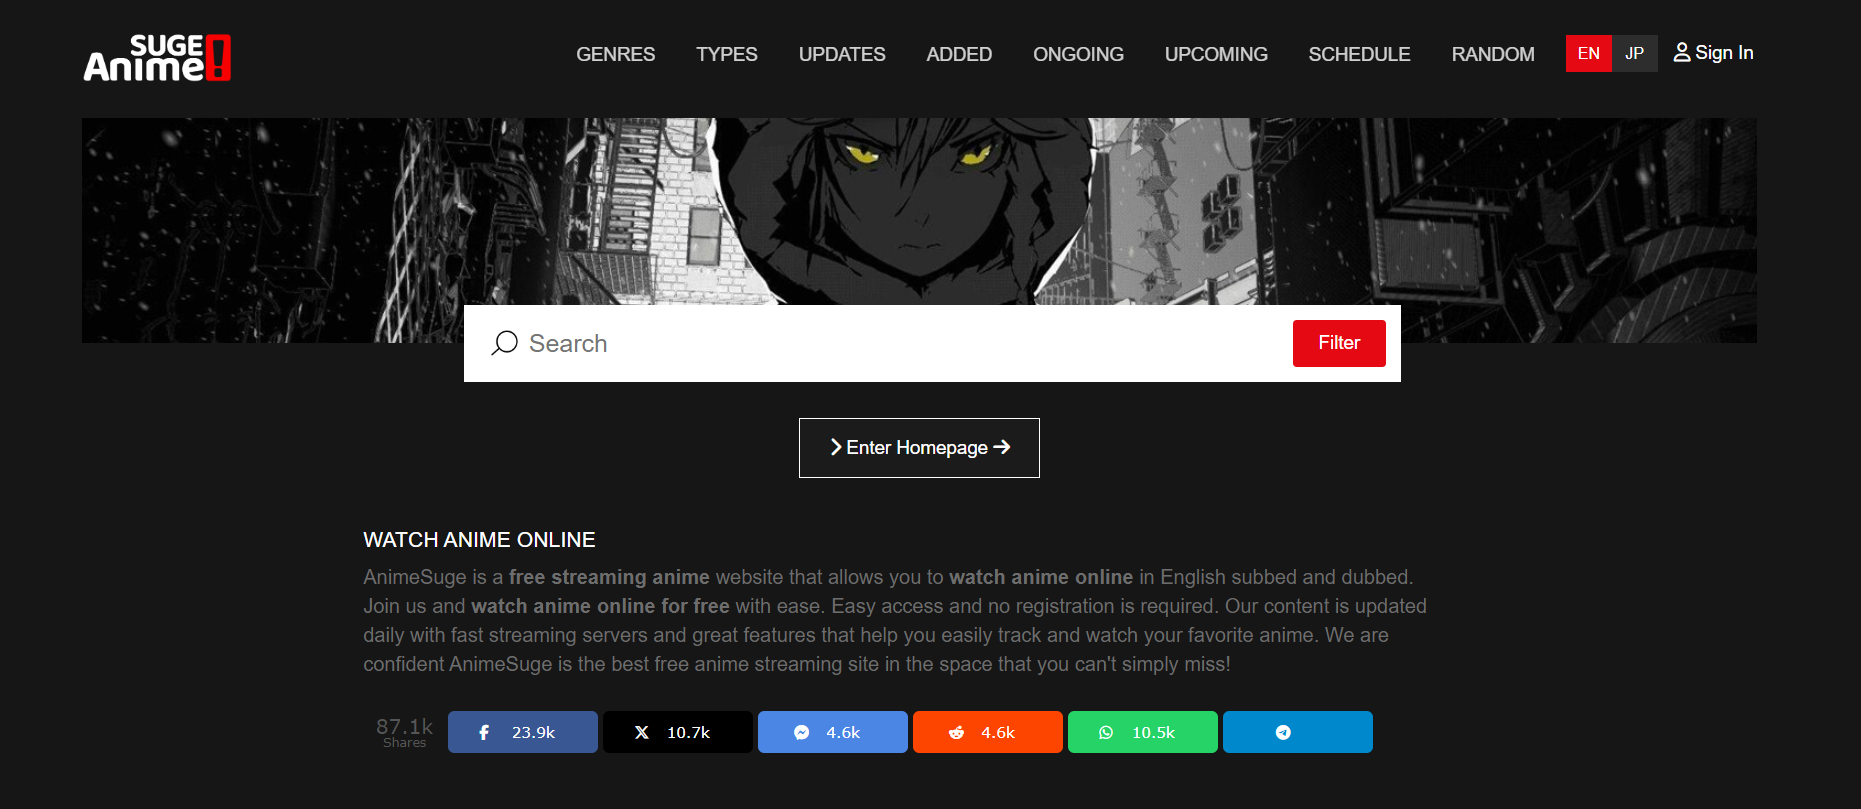 SUGE
Anime!
GENRES TYPES UPDATES ADDED ONGOING UPCOMING SCHEDULE RANDOM EN JP Sign In
Search Filter
Enter Homepage
WATCH ANIME ONLINE
AnimeSuge is a free streaming anime website that allows you to watch anime online in English subbed and dubbed.
Join us and watch anime online for free with ease. Easy access and no registration is required. Our content is updated
daily with fast streaming servers and great features that help you easily track and watch your favorite anime. We are
confident AnimeSuge is the best free anime streaming site in the space that you can't simply miss!
87.1k
Shares
23.9k 10.7k 4.6k 4.6k 10.5k